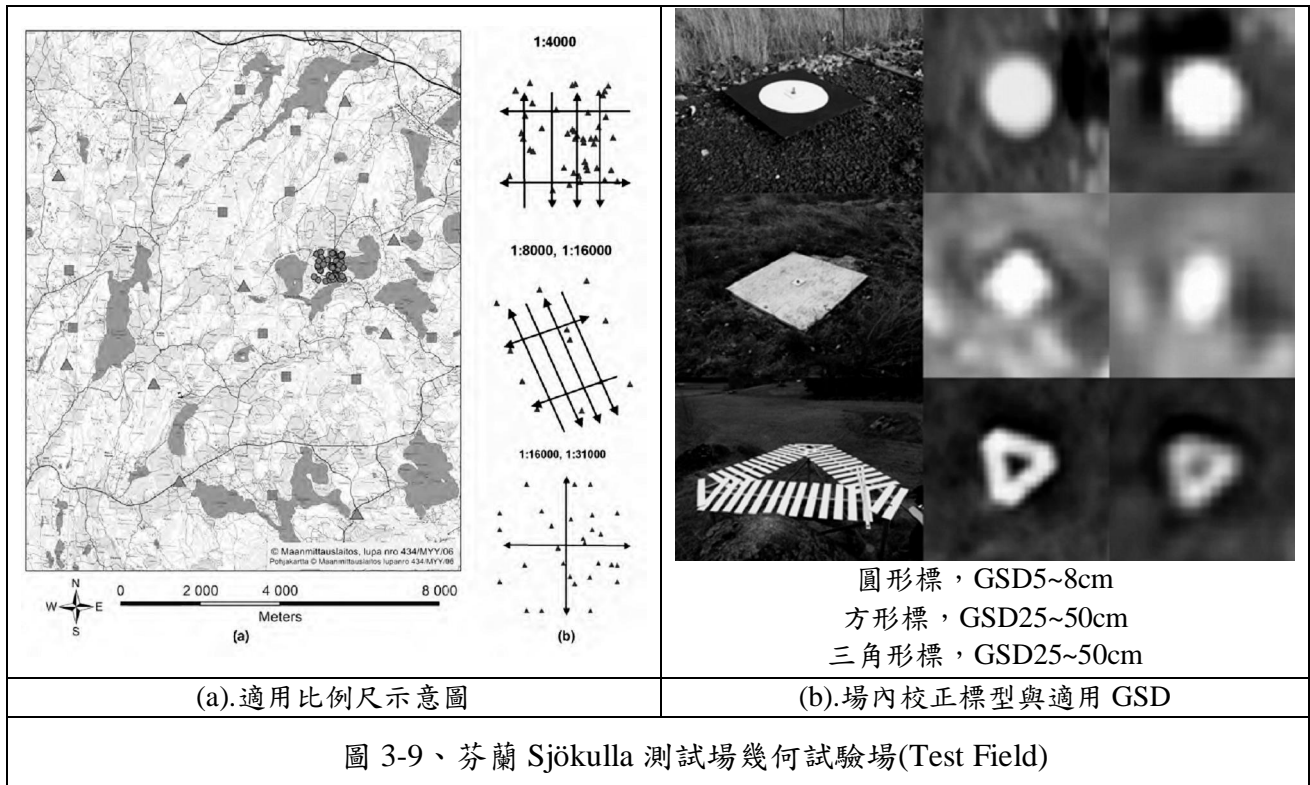 1:4000
1:8000, 1:16000
1:16000, 1:31000
© Maanmittauslaitos, lupa nro 434/MYY/06
Pohjakartta © Maanmittauslaitos lupanro 434/MYY/96
N
W E
S
0 2 000 4 000 8 000
Meters
(a)
(b)
圓形標，GSD5~8cm
方形標，GSD25~50cm
三角形標，GSD25~50cm
(a).適用比例尺示意圖
(b).場內校正標型與適用 GSD
圖 3-9、芬蘭 Sjökulla 測試場幾何試驗場(Test Field)